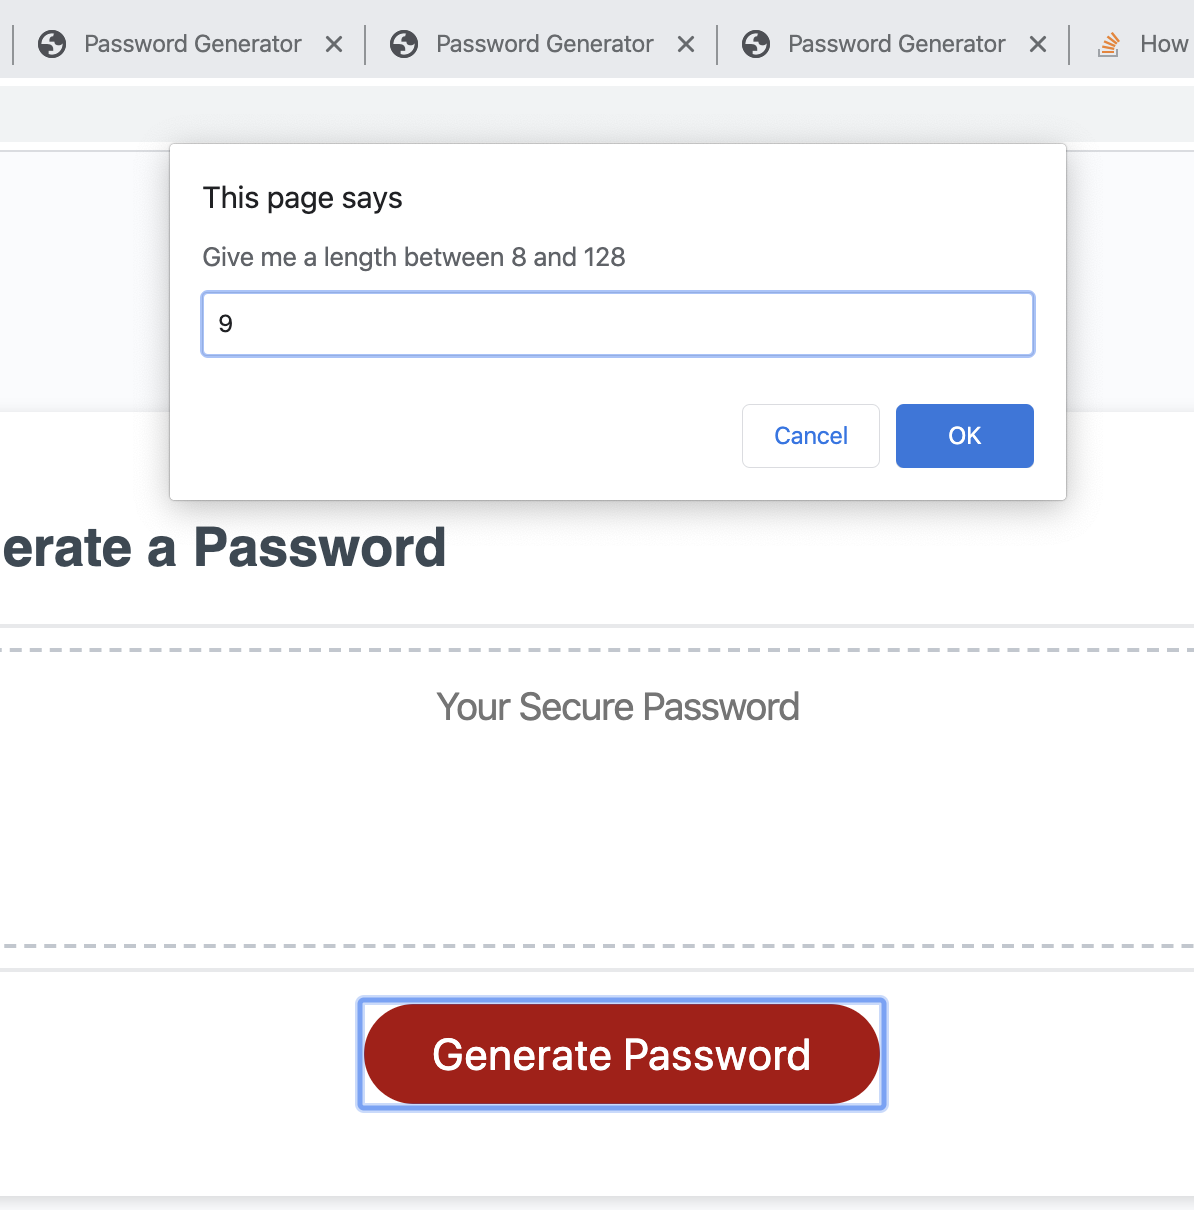 Password Generator Password Generator Password Generator How
This page says
Give me a length between 8 and 128
9
Cancel OK
erate a Password
Your Secure Password
Generate Password